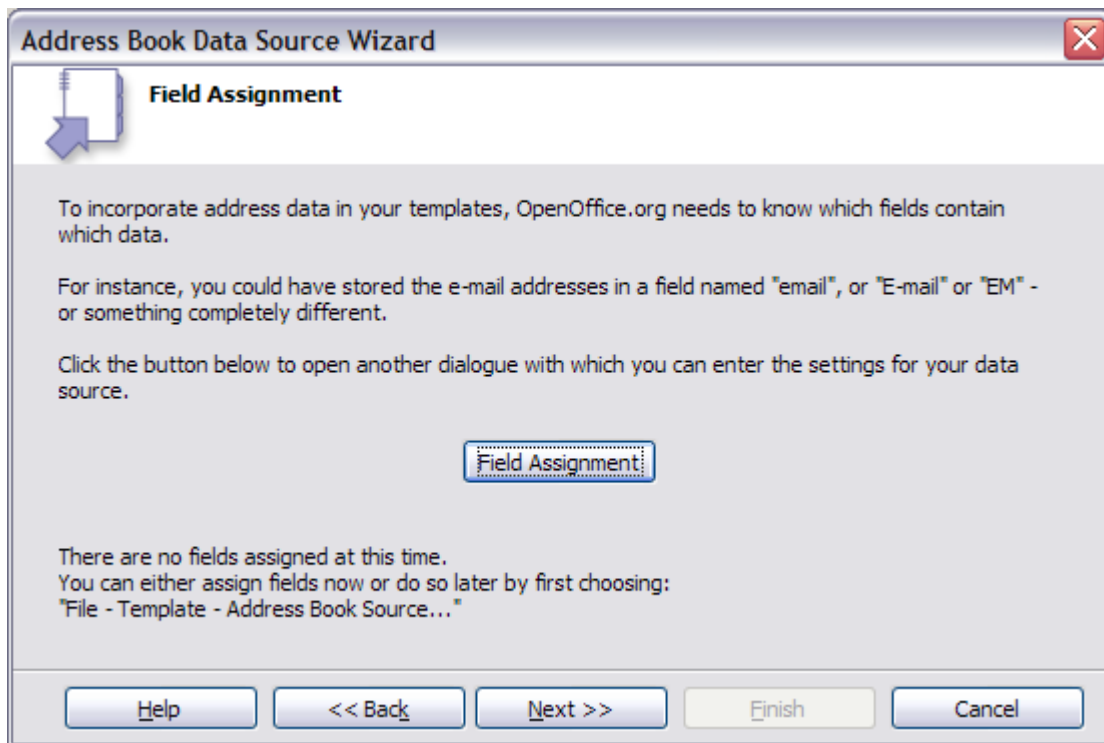 Address Book Data Source Wizard
Field Assignment
To incorporate address data in your templates, OpenOffice.org needs to know which fields contain
which data.
For instance, you could have stored the e-mail addresses in a field named "email", or "E-mail" or "EM" -
or something completely different.
Click the button below to open another dialogue with which you can enter the settings for your data
source.
Field Assignment
There are no fields assigned at this time.
You can either assign fields now or do so later by first choosing:
"File - Template - Address Book Source..."
Help << Back Next >> Finish Cancel